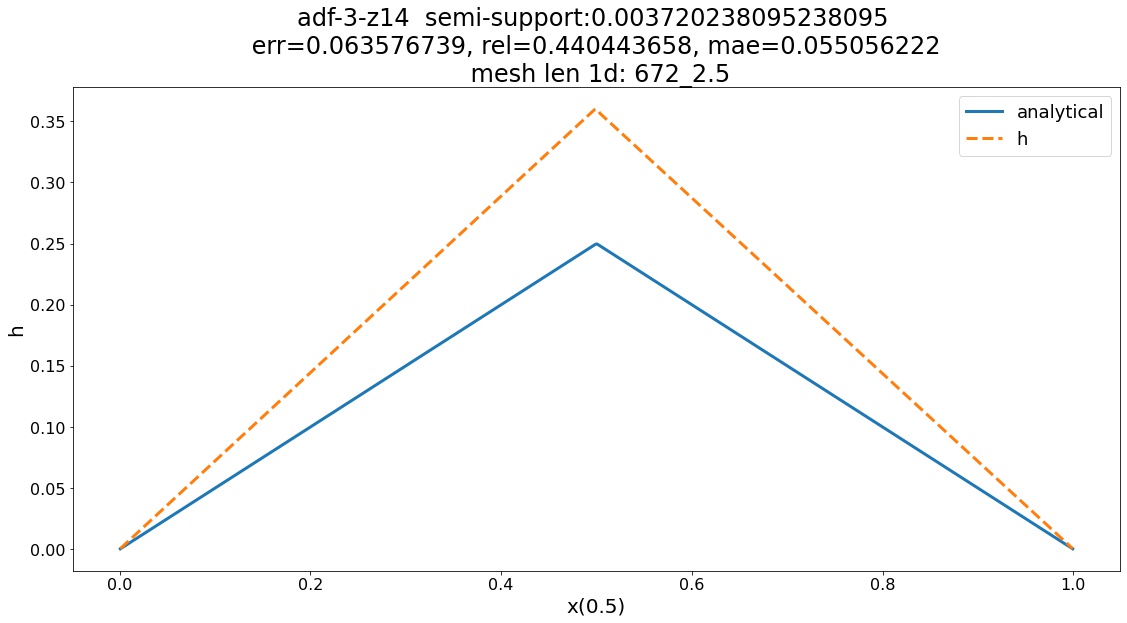 adf-3-z14  semi-support:0.003720238095238095
err=0.063576739, rel=0.440443658, mae=0.055056222
mesh len 1d: 672_2.5
analytical
h
0.35
0.30
0.25
0.20
0.15
0.10
0.05
0.00
h
0.0 0.2 0.4 0.6 0.8 1.0
x(0.5)